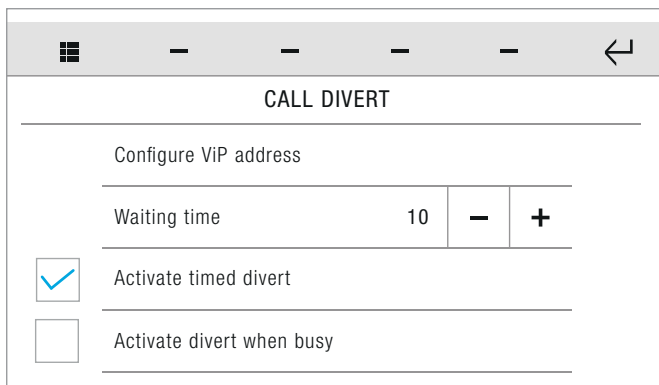 CALL DIVERT
Configure ViP address
Waiting time 10 − +
Activate timed divert
Activate divert when busy